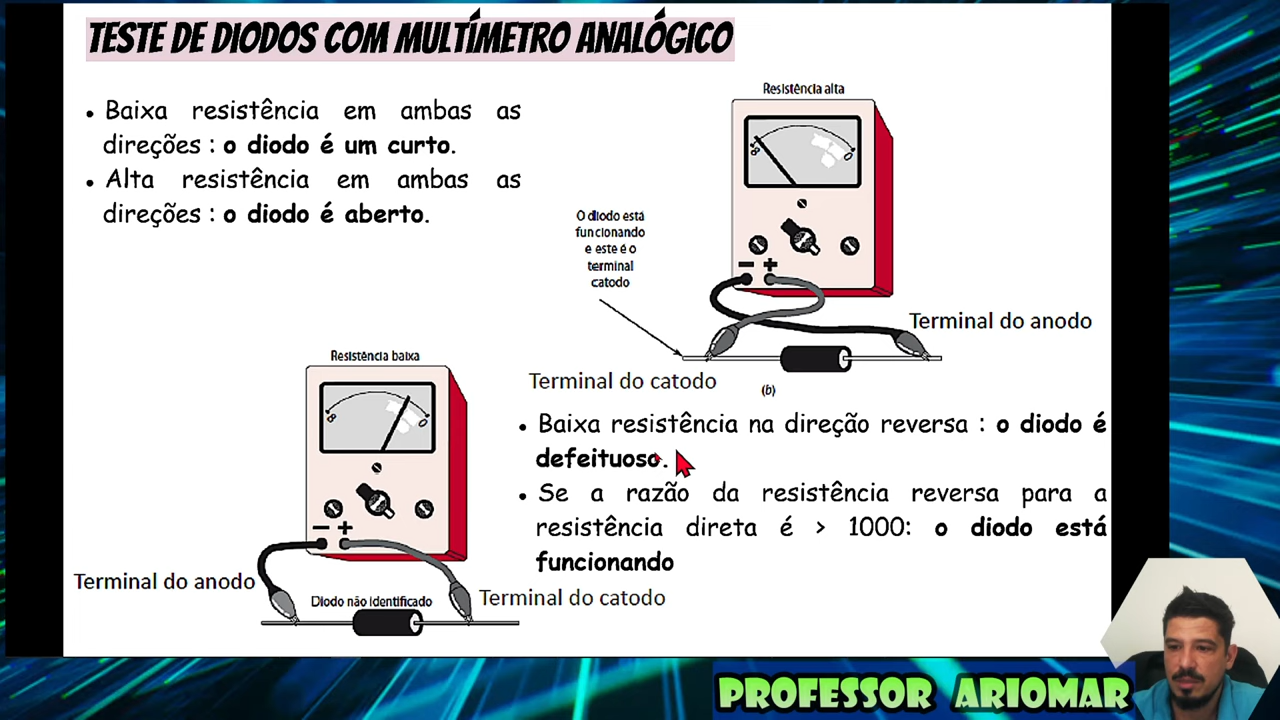 TESTE DE DIODOS COM MULTÍMETRO ANALÓGICO
• Baixa resistência em ambas as
direções : o diodo é um curto.
• Alta resistência em ambas as
direções : o diodo é aberto.
Resistência alta
∞
0
O diodo está
funcionando
e este é o
terminal
catodo
− +
Terminal do anodo
Terminal do catodo
(b)
Resistência baixa
∞
0
− +
Terminal do anodo
Diodo não identificado
Terminal do catodo
• Baixa resistência na direção reversa : o diodo é
defeituoso.
• Se a razão da resistência reversa para a
resistência direta é > 1000: o diodo está
funcionando
PROFESSOR ARIOMAR